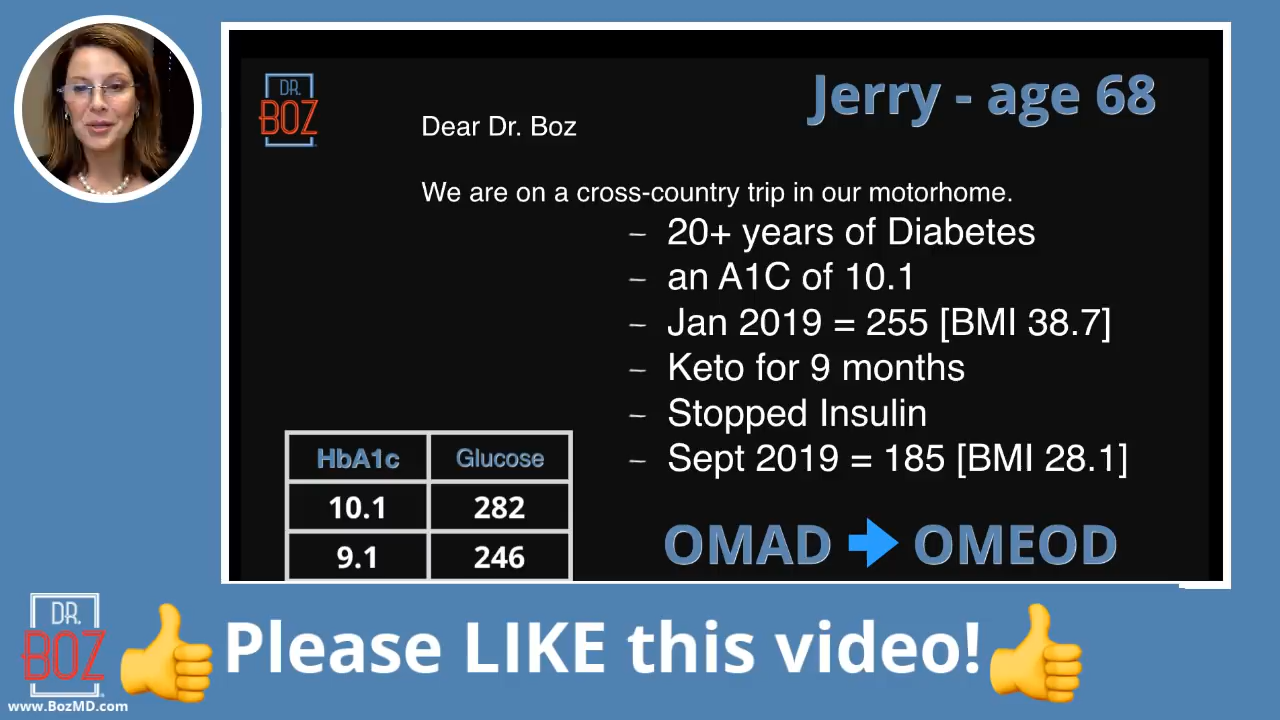 DR.
BOZ
Jerry - age 68
Dear Dr. Boz
We are on a cross-country trip in our motorhome.
– 20+ years of Diabetes
– an A1C of 10.1
– Jan 2019 = 255 [BMI 38.7]
– Keto for 9 months
– Stopped Insulin
– Sept 2019 = 185 [BMI 28.1]
HbA1c Glucose
10.1 282
9.1 246
OMAD OMEOD
DR.
BOZ
Please LIKE this video!
www.BozMD.com